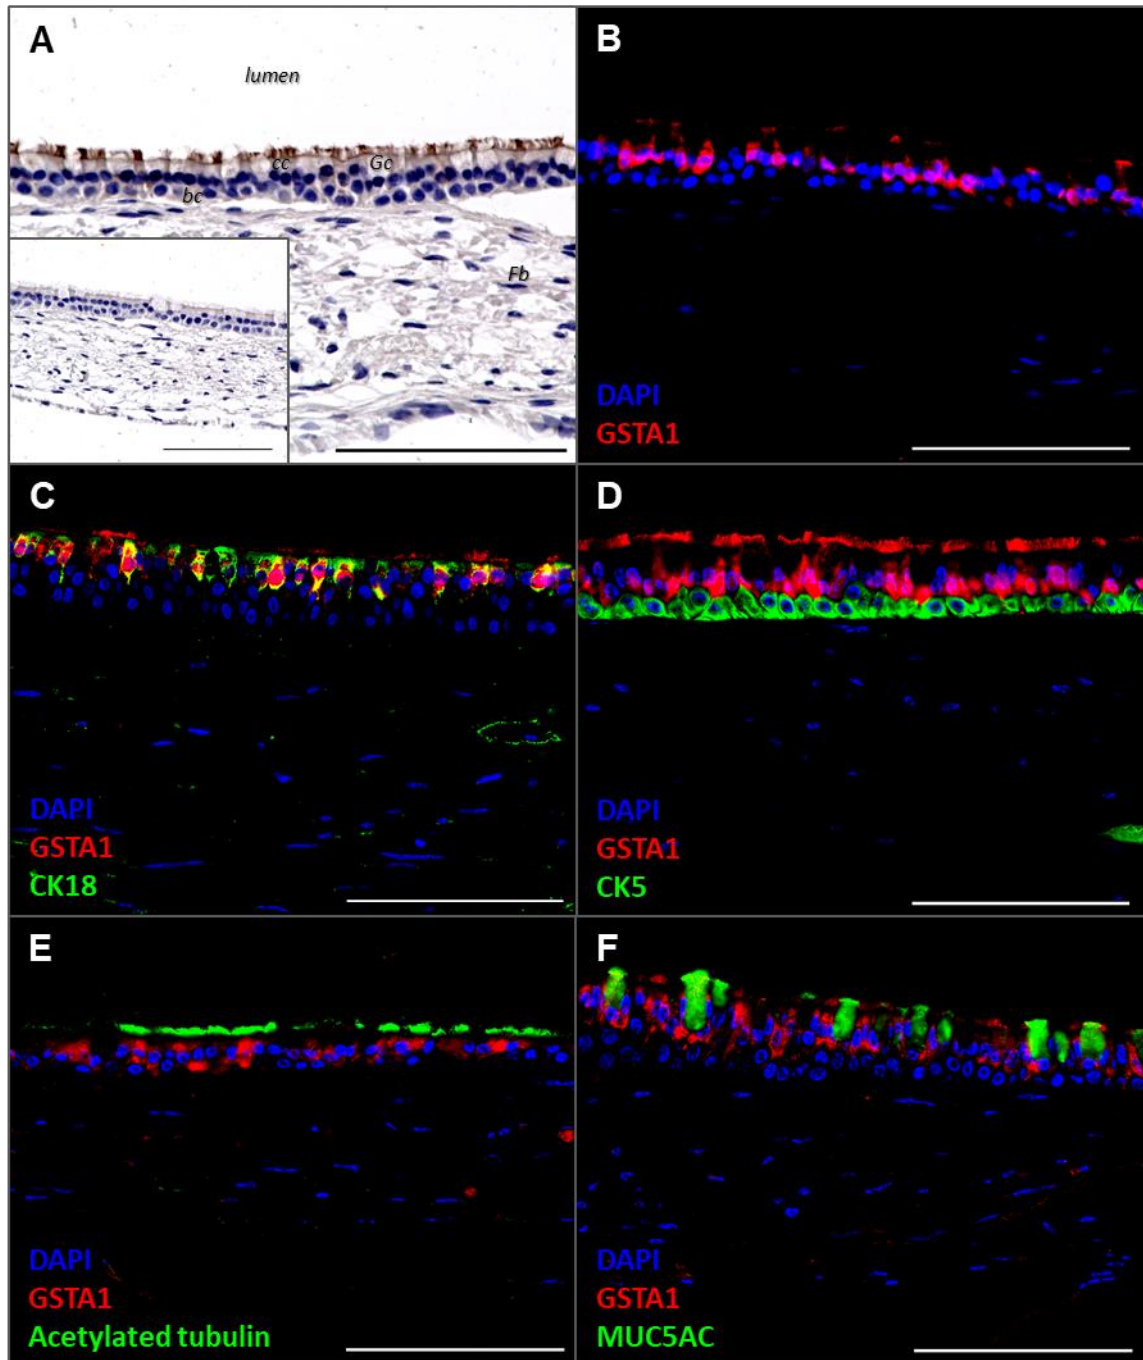 A
lumen
cc
Gc
bc
Fb
B
DAPI
GSTA1
C
DAPI
GSTA1
CK18
D
DAPI
GSTA1
CK5
E
DAPI
GSTA1
Acetylated tubulin
F
DAPI
GSTA1
MUC5AC